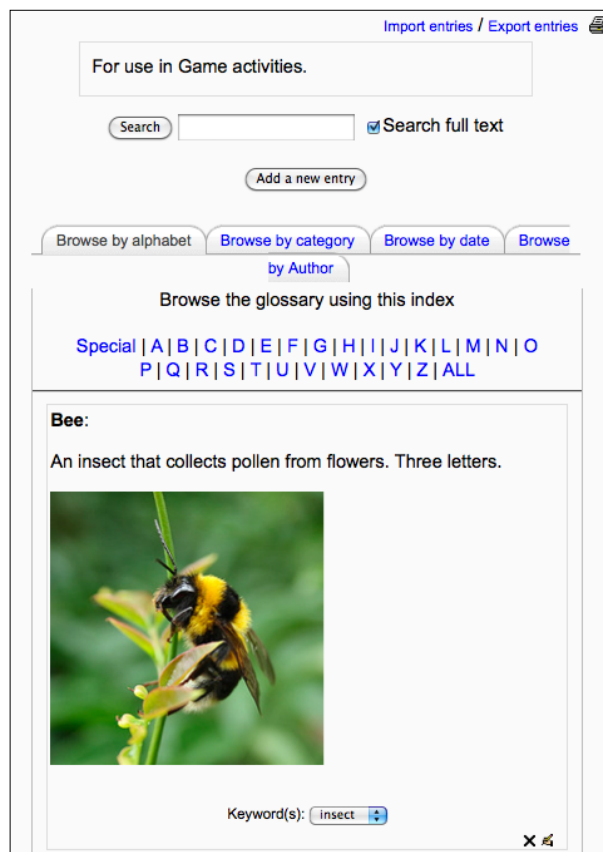 Import entries / Export entries
For use in Game activities.
Search
Search full text
Add a new entry
Browse by alphabet Browse by category Browse by date Browse
by Author
Browse the glossary using this index
Special | A | B | C | D | E | F | G | H | I | J | K | L | M | N | O
P | Q | R | S | T | U | V | W | X | Y | Z | ALL
Bee:
An insect that collects pollen from flowers. Three letters.
Keyword(s): insect